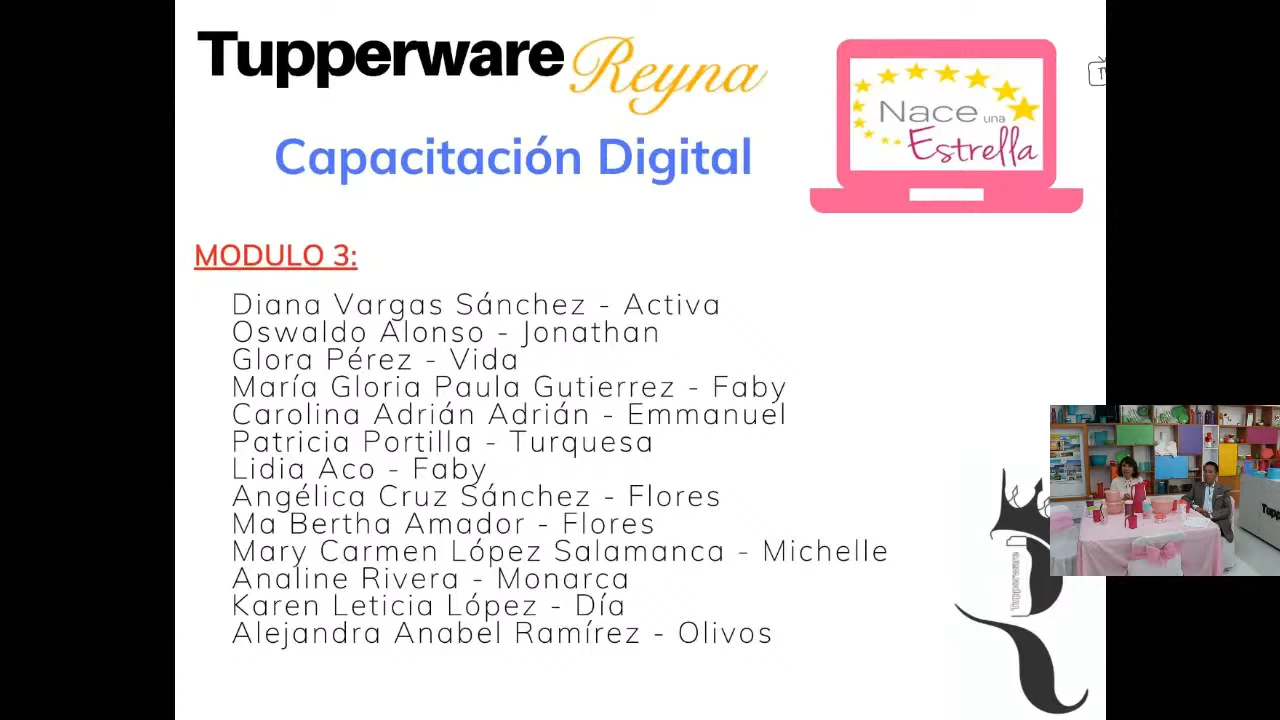 Tupperware Reyna
Capacitación Digital
Nace una
Estrella
MODULO 3:
Diana Vargas Sánchez - Activa
Oswaldo Alonso - Jonathan
Glora Pérez - Vida
María Gloria Paula Gutierrez - Faby
Carolina Adrián Adrián - Emmanuel
Patricia Portilla - Turquesa
Lidia Aco - Faby
Angélica Cruz Sánchez - Flores
Ma Bertha Amador - Flores
Mary Carmen López Salamanca - Michelle
Analine Rivera - Monarca
Karen Leticia López - Día
Alejandra Anabel Ramírez - Olivos
Tupperware